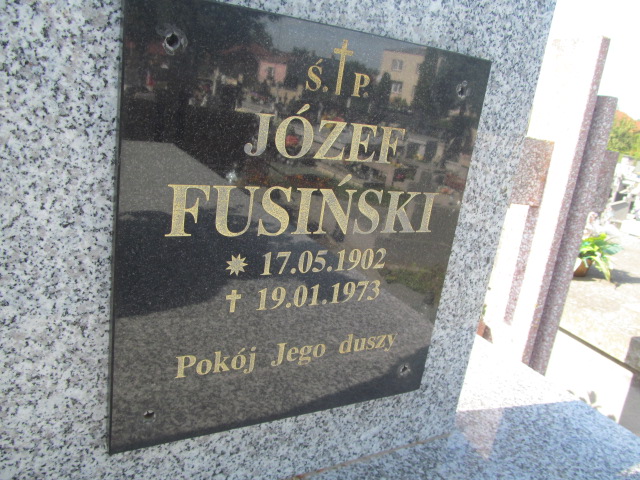 Ś. P.
JÓZEF
FUSIŃSKI
17.05.1902
19.01.1973
Pokój Jego duszy